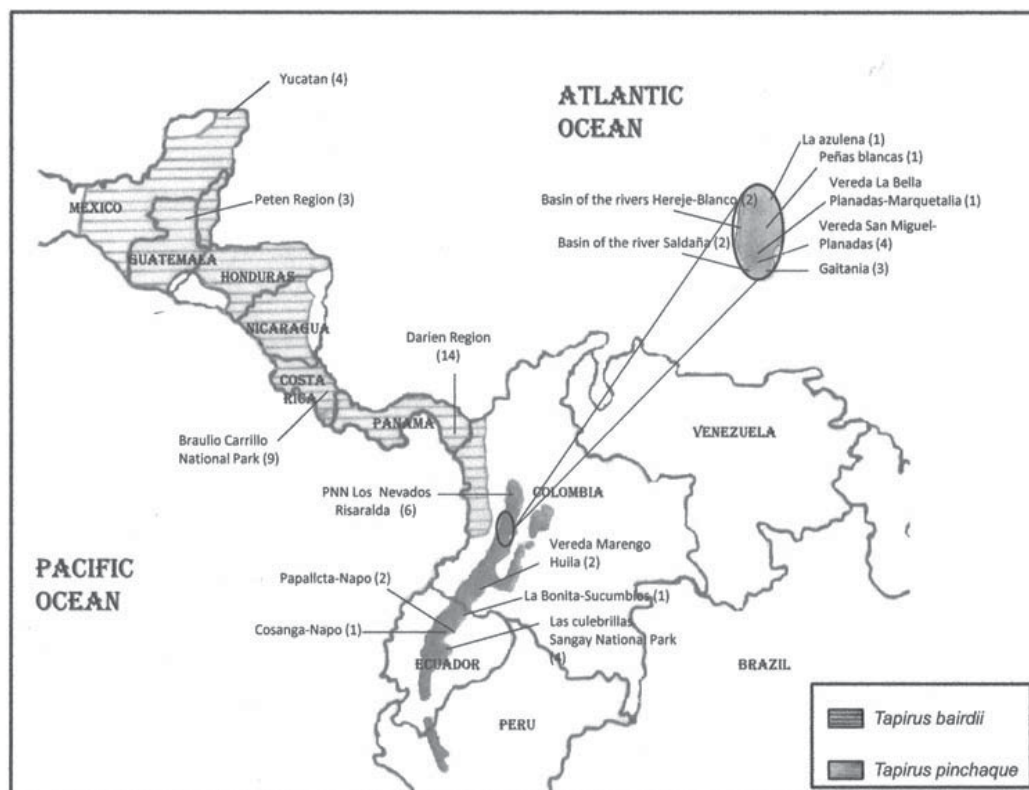 Yucatan (4)
ATLANTIC
OCEAN
La azulena (1)
Peñas blancas (1)
Vereda La Bella
Planadas-Marquetalia (1)
Basin of the rivers Hereje-Blanco (2)
Vereda San Miguel-
Planadas
(4)
Basin of the river Saldaña (2)
Gaitania (3)
MEXICO
Peten Region (3)
GUATEMALA
HONDURAS
NICARAGUA
Darien Region
(14)
COSTA
RICA
PANAMA
Braulio Carrillo
National Park (9)
VENEZUELA
PNN Los Nevados
Risaralda (6)
COLOMBIA
Vereda Marengo
Huila (2)
PACIFIC
OCEAN
Papallcta-Napo (2)
La Bonita-Sucumbios (1)
Cosanga-Napo (1)
Las culebrillas
Sangay National Park
(4)
ECUADOR
BRAZIL
PERU
Tapirus bairdii
Tapirus pinchaque